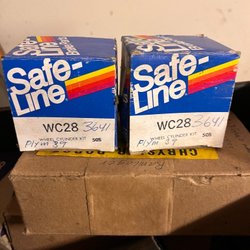 Safe-
Line
WC28 3641
WHEEL CYLINDER KIT 505
Plym 39
Safe-
Line
WC28 3641
WHEEL CYLINDER KIT 505
Plym 39